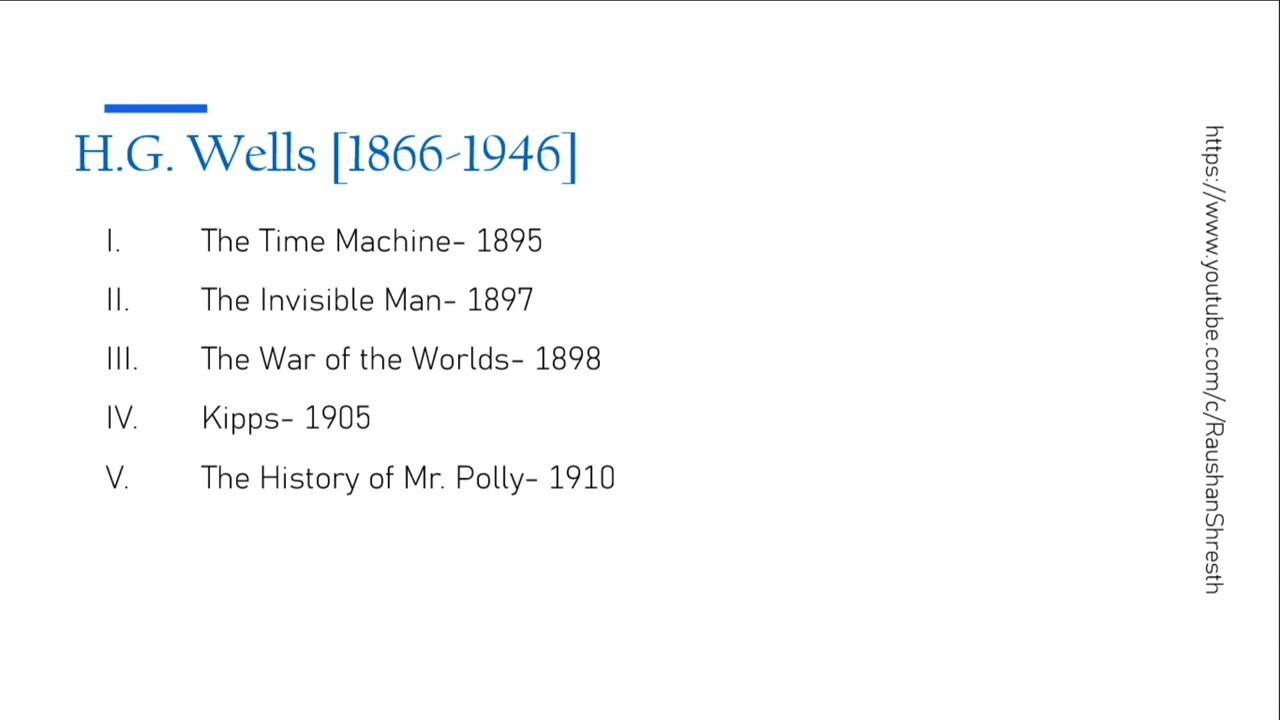 H.G. Wells [1866-1946]
I. The Time Machine- 1895
II. The Invisible Man- 1897
III. The War of the Worlds- 1898
IV. Kipps- 1905
V. The History of Mr. Polly- 1910
https://www.youtube.com/c/RaushanShresth